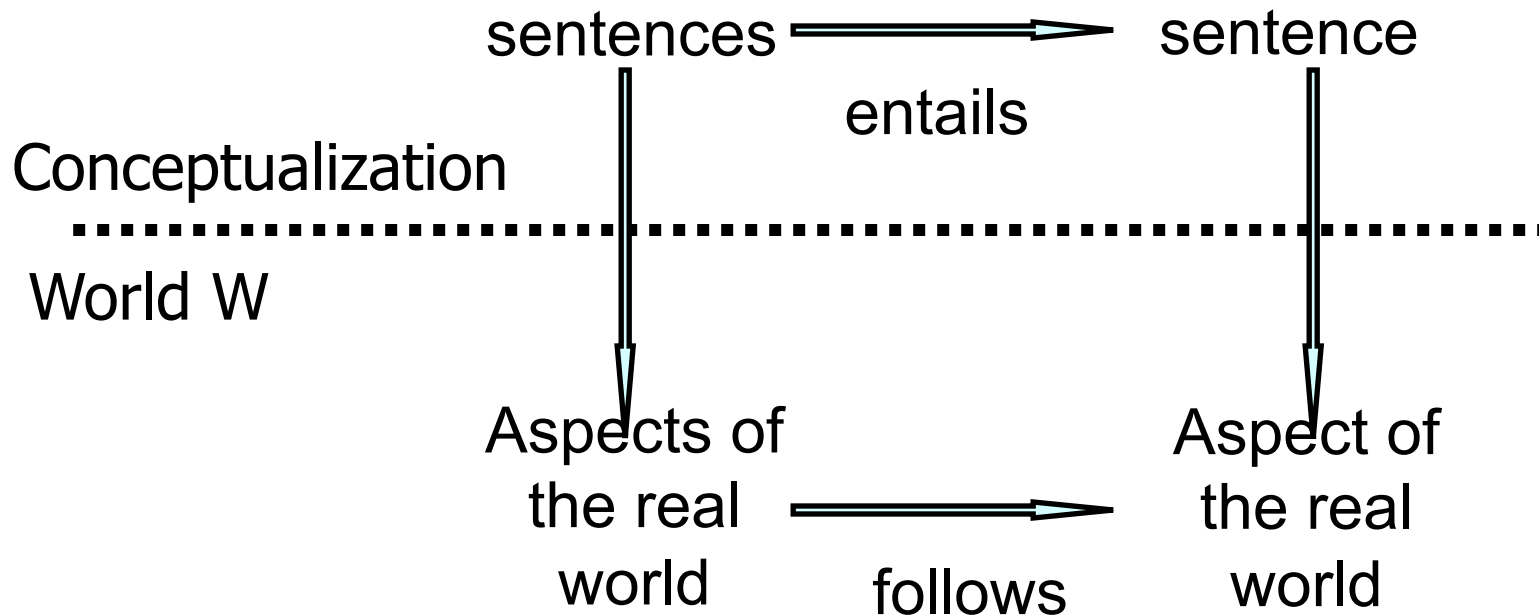 sentences
sentence
entails
Conceptualization
World W
Aspects of
the real
world
follows
Aspect of
the real
world